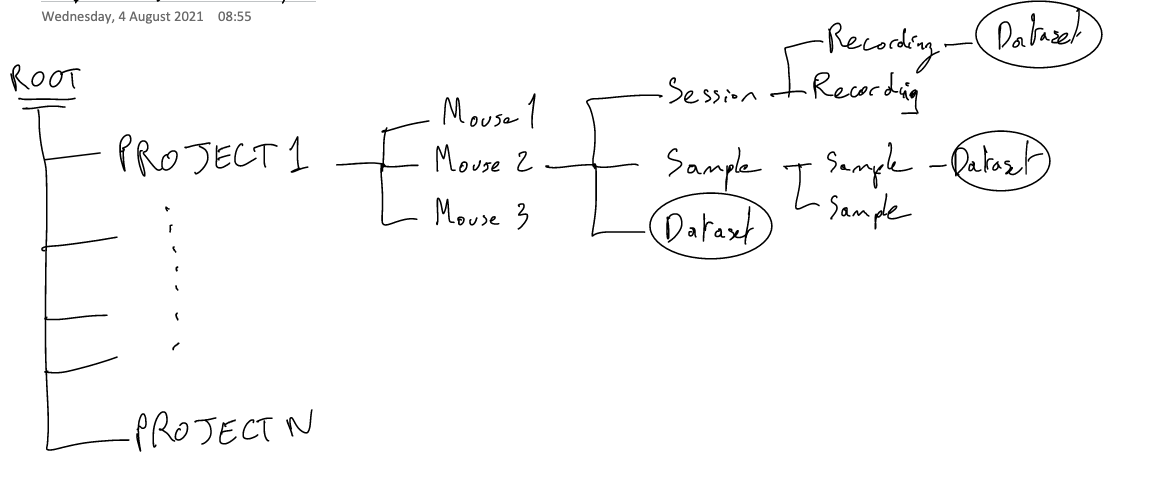 Wednesday, 4 August 2021 08:55
ROOT
PROJECT 1
Mouse 1
Mouse 2
Mouse 3
Session
Recording
Dataset
Recording
Sample
Sample
Dataset
Sample
Dataset
PROJECT N